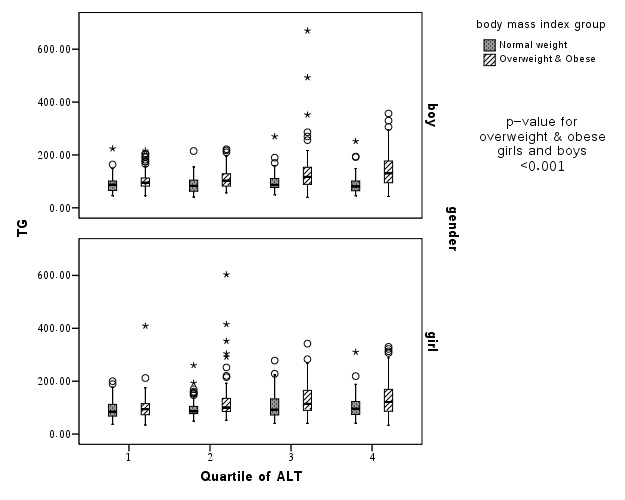 body mass index group
Normal weight
Overweight & Obese
p-value for
overweight & obese
girls and boys
<0.001
600.00
400.00
200.00
0.00
boy
TG
gender
600.00
400.00
200.00
0.00
girl
1 2 3 4
Quartile of ALT